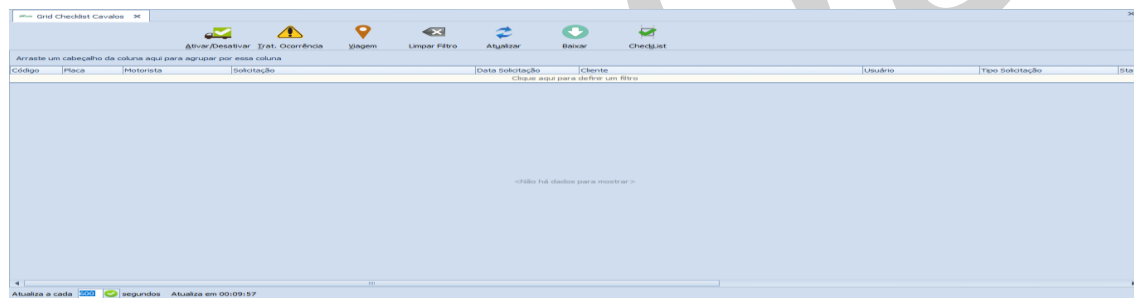 Grid Checklist Cavalos
Ativar/Desativar Trat. Ocorrência Viagem Limpar Filtro Atualizar Baixar CheckList
Arraste um cabeçalho da coluna aqui para agrupar por essa coluna
Código Placa Motorista Solicitação Data Solicitação Cliente Usuário Tipo Solicitação Sta
Clique aqui para definir um filtro
<Não há dados para mostrar>
Atualiza a cada 600 segundos Atualiza em 00:09:57